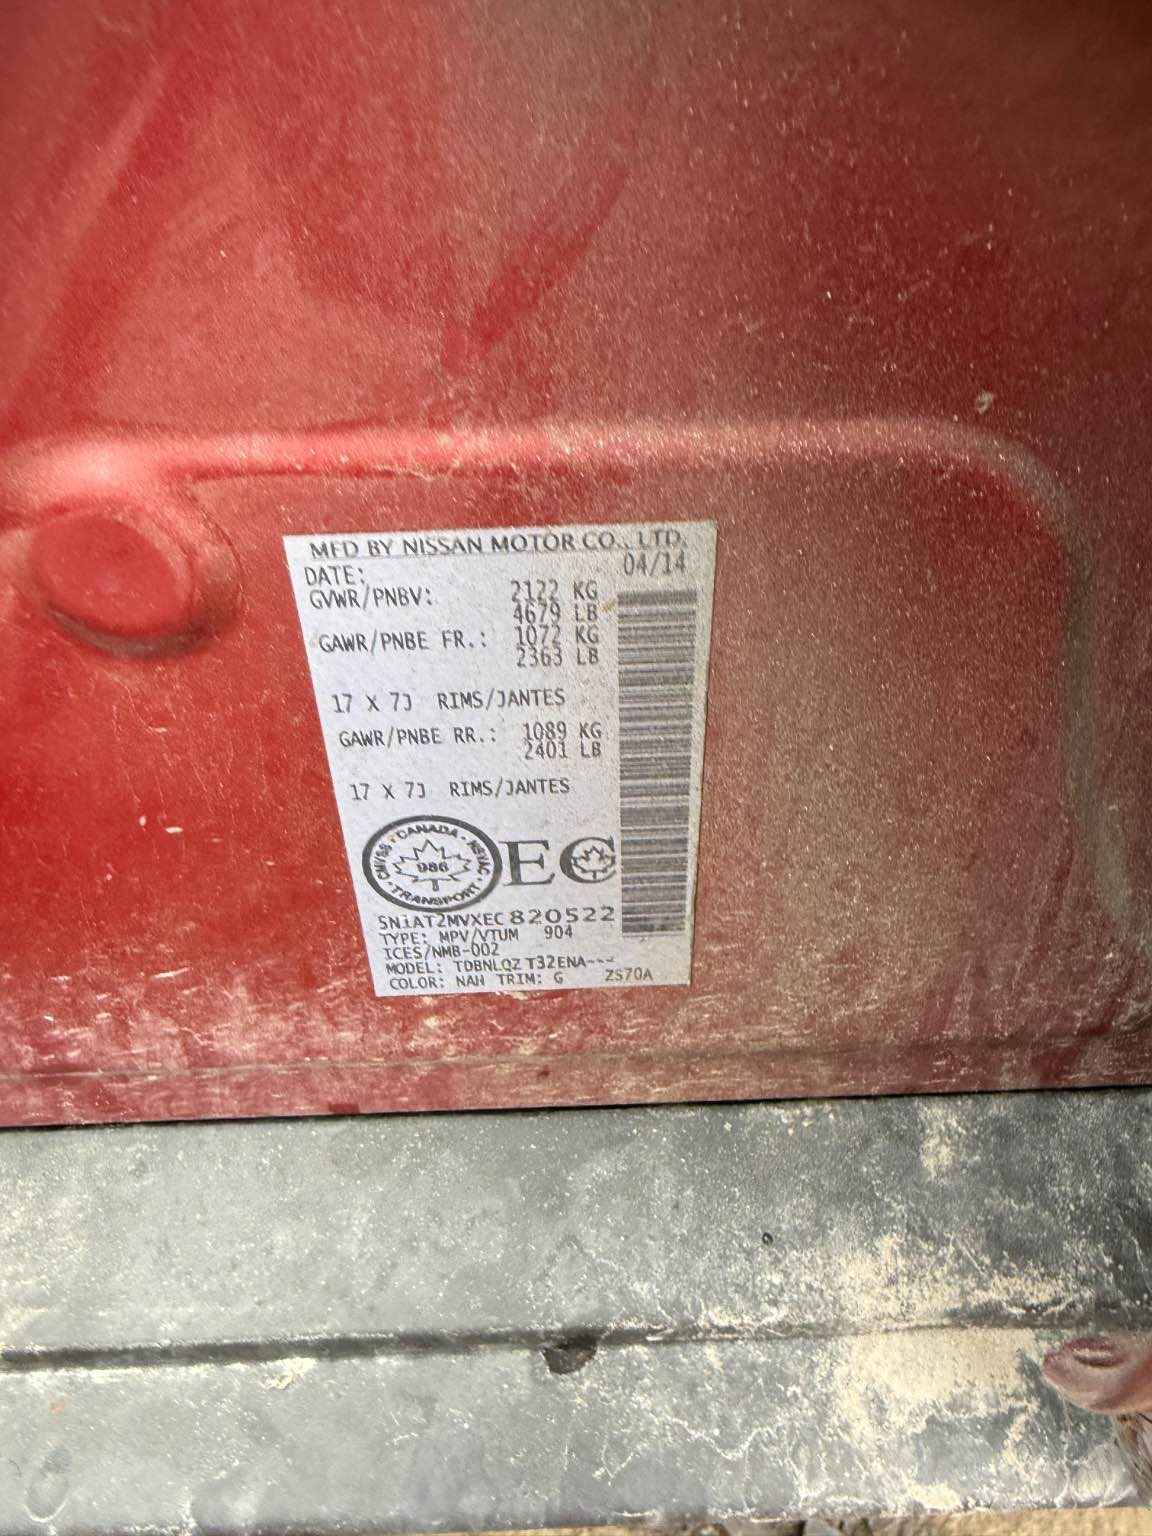 MFD BY NISSAN MOTOR CO., LTD.
DATE: 04/14
GVWR/PNBV: 2122 KG
4679 LB
GAWR/PNBE FR.: 1072 KG
2363 LB
17 X 7J RIMS/JANTES
GAWR/PNBE RR.: 1089 KG
2401 LB
17 X 7J RIMS/JANTES
CANADA
CMVSS NSVAC
986
TRANSPORT
EC
5N1AT2MVXEC820522
TYPE: MPV/VTUM 904
ICES/NMB-002
MODEL: TDBNLQZ T32ENA---
COLOR: NAH TRIM: G ZS70A